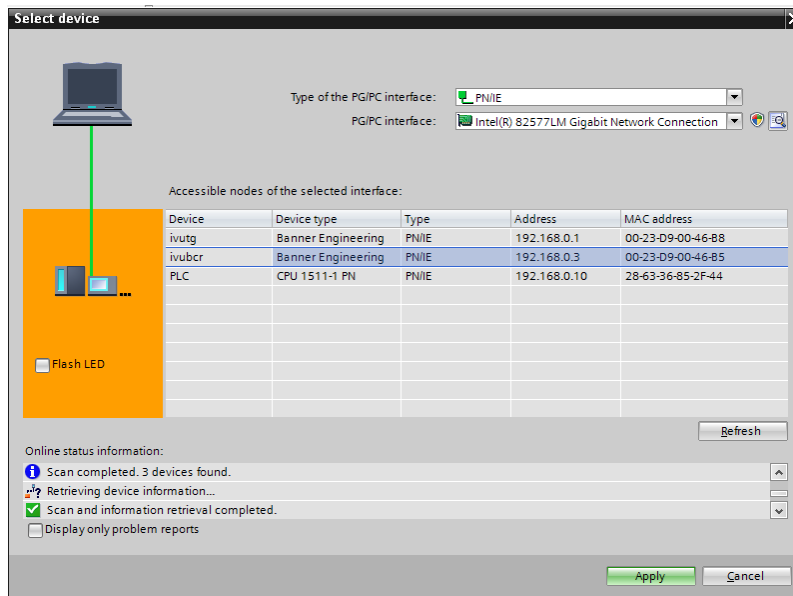 Select device
Type of the PG/PC interface: PN/IE
PG/PC interface: Intel(R) 82577LM Gigabit Network Connection
Accessible nodes of the selected interface:
Device Device type Type Address MAC address
ivutg Banner Engineering PN/IE 192.168.0.1 00-23-D9-00-46-B8
ivubcr Banner Engineering PN/IE 192.168.0.3 00-23-D9-00-46-B5
PLC CPU 1511-1 PN PN/IE 192.168.0.10 28-63-36-85-2F-44
Flash LED
Refresh
Online status information:
Scan completed. 3 devices found.
Retrieving device information...
Scan and information retrieval completed.
Display only problem reports
Apply Cancel